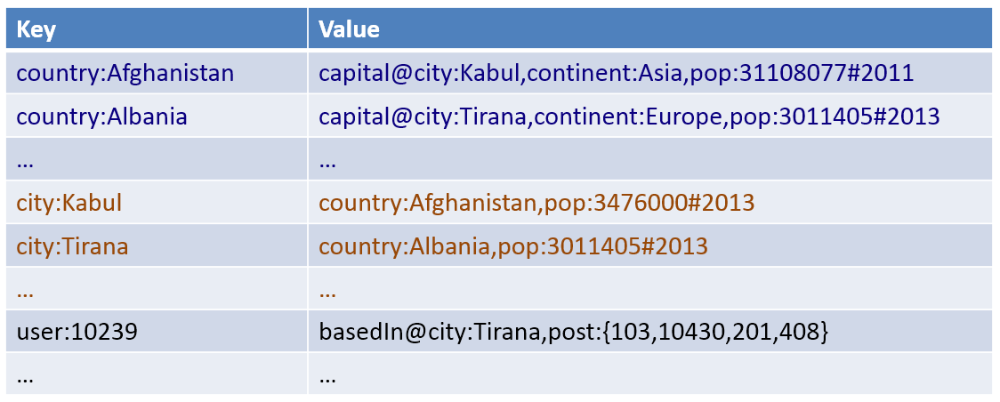 Key Value
country:Afghanistan capital@city:Kabul,continent:Asia,pop:31108077#2011
country:Albania capital@city:Tirana,continent:Europe,pop:3011405#2013
… …
city:Kabul country:Afghanistan,pop:3476000#2013
city:Tirana country:Albania,pop:3011405#2013
… …
user:10239 basedIn@city:Tirana,post:{103,10430,201,408}
… …